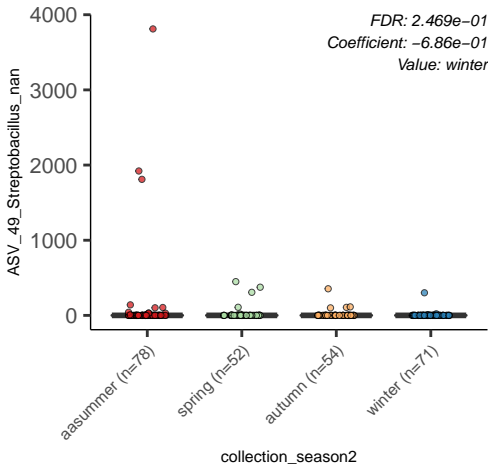 FDR: 2.469e−01
Coefficient: −6.86e−01
Value: winter
4000
3000
2000
1000
0
ASV_49_Streptobacillus_nan
aasummer (n=78)
spring (n=52)
autumn (n=54)
winter (n=71)
collection_season2